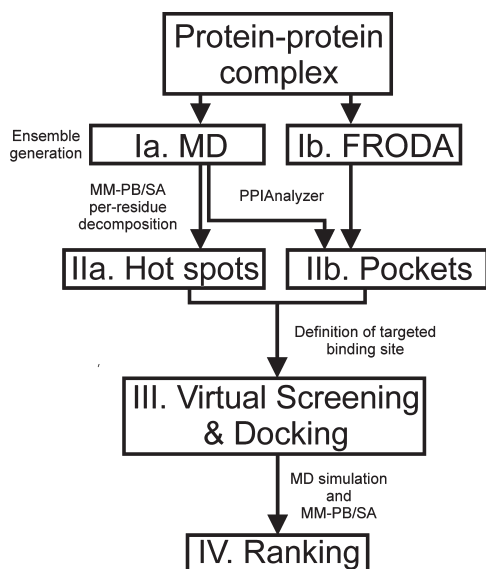 Protein-protein
complex
Ensemble
generation
Ia. MD
Ib. FRODA
MM-PB/SA
per-residue
decomposition
PPIAnalyzer
IIa. Hot spots
IIb. Pockets
Definition of targeted
binding site
III. Virtual Screening
& Docking
MD simulation
and
MM-PB/SA
IV. Ranking